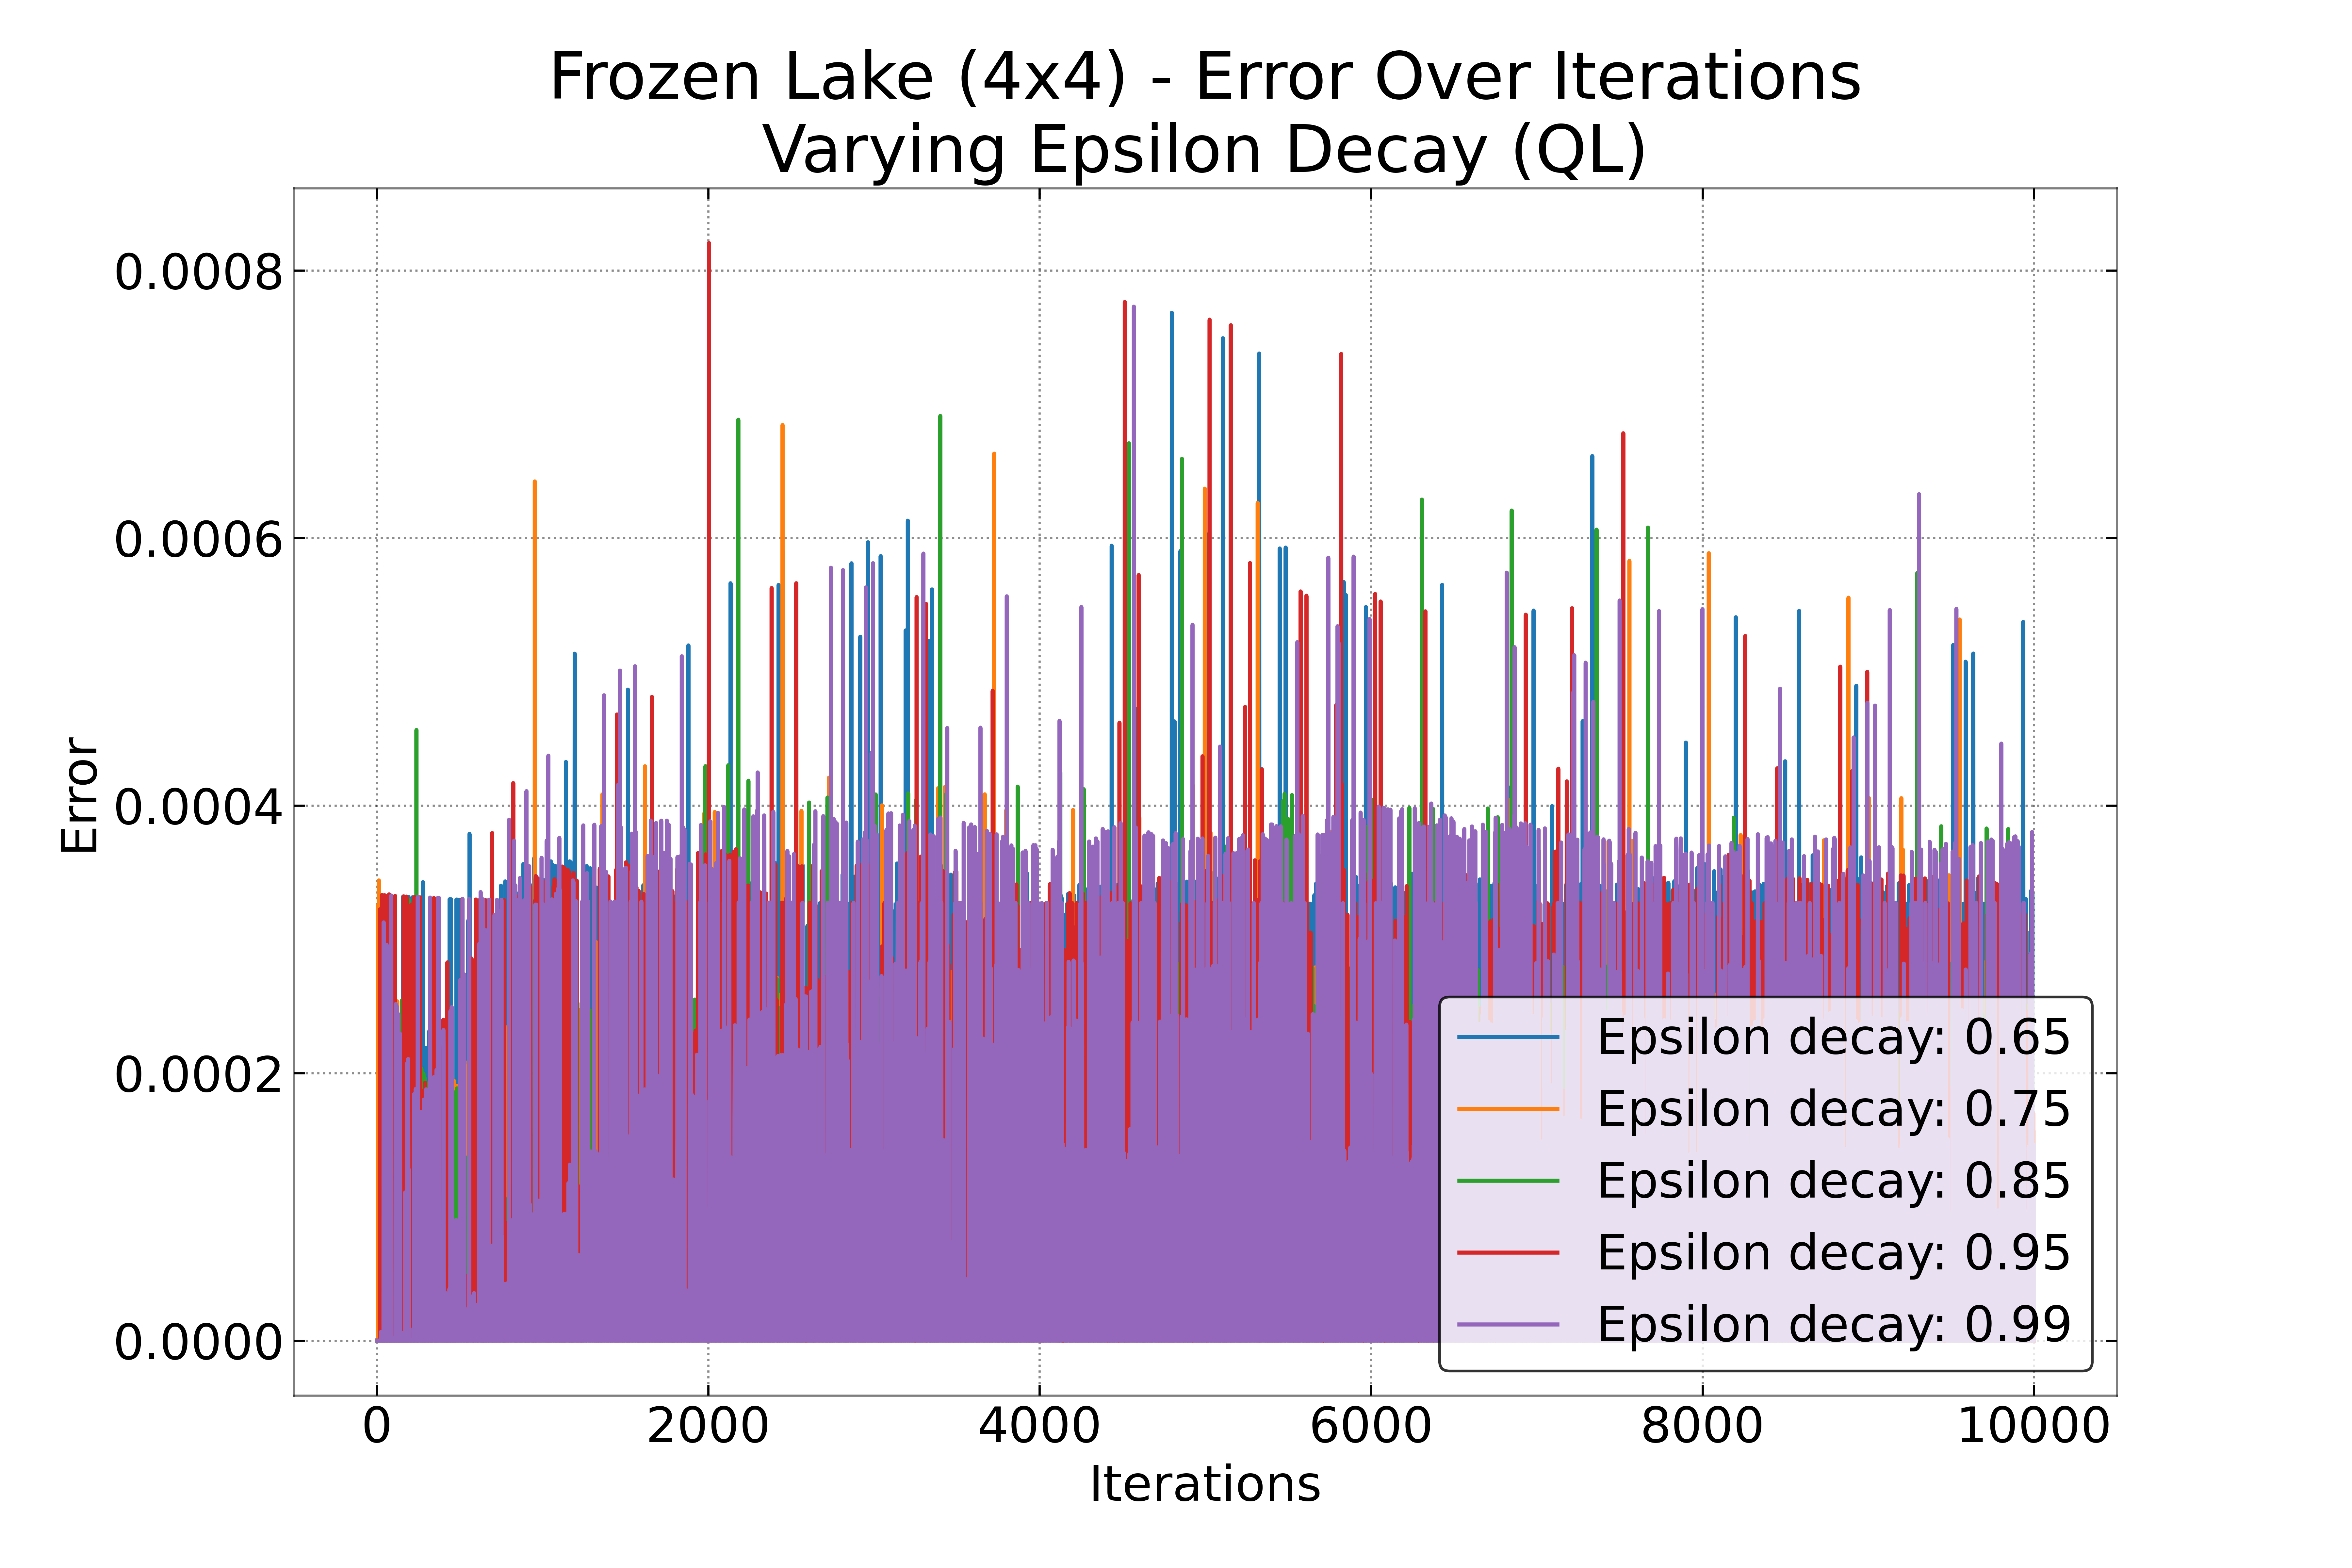 Frozen Lake (4x4) - Error Over Iterations
Varying Epsilon Decay (QL)
Error
0.0008
0.0006
0.0004
0.0002
0.0000
Epsilon decay: 0.65
Epsilon decay: 0.75
Epsilon decay: 0.85
Epsilon decay: 0.95
Epsilon decay: 0.99
0 2000 4000 6000 8000 10000
Iterations